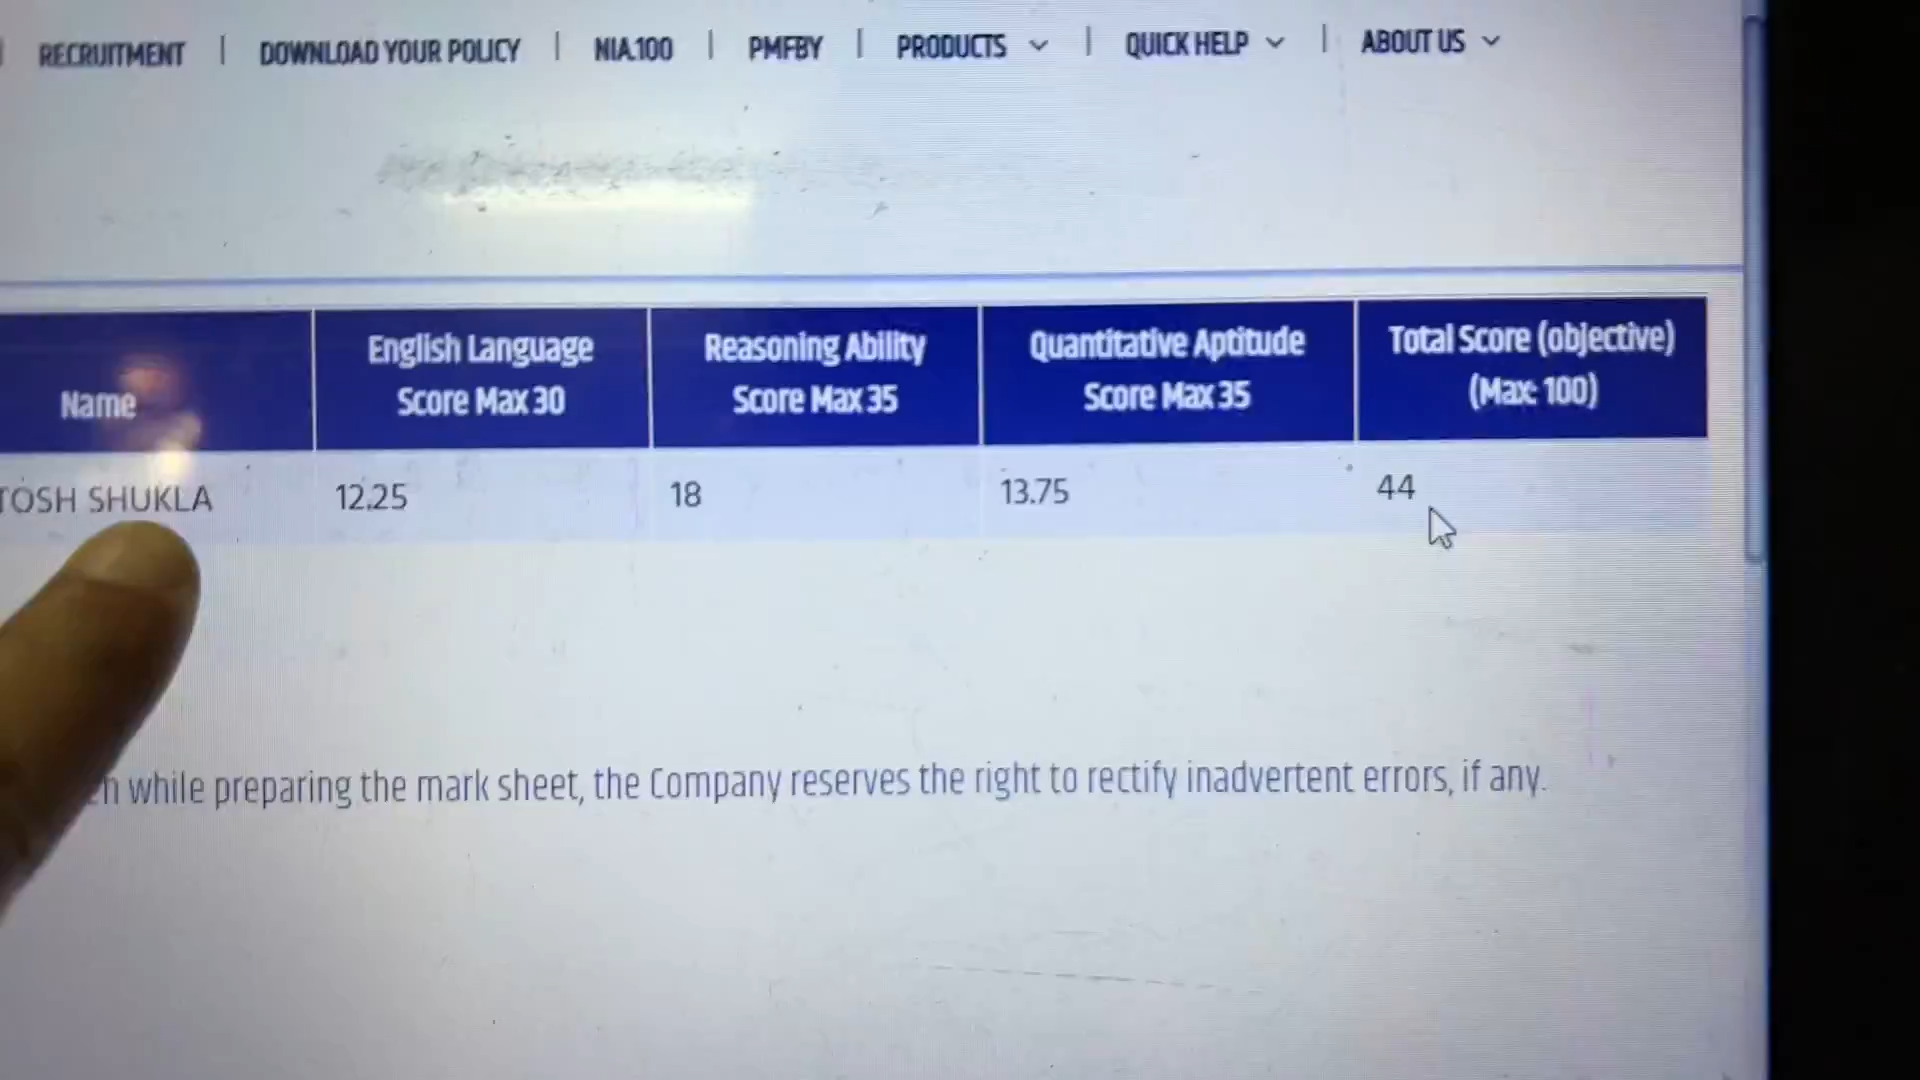 RECRUITMENT | DOWNLOAD YOUR POLICY | NIA.100 | PMFBY | PRODUCTS | QUICK HELP | ABOUT US
Name
English Language
Score Max 30
Reasoning Ability
Score Max 35
Quantitative Aptitude
Score Max 35
Total Score (objective)
(Max: 100)
TOSH SHUKLA 12.25 18 13.75 44
while preparing the mark sheet, the Company reserves the right to rectify inadvertent errors, if any.